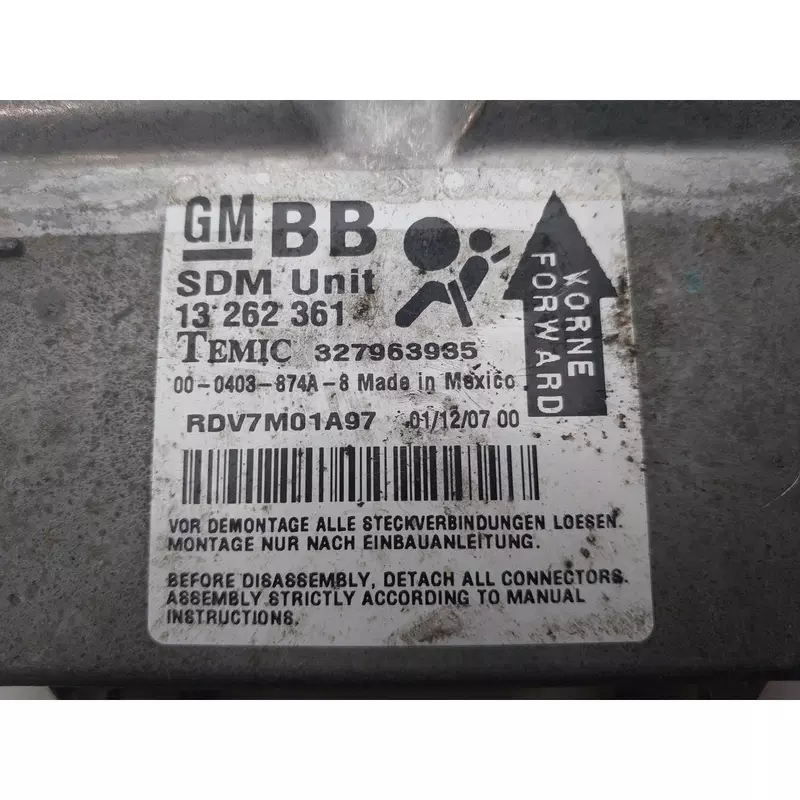 GM BB
SDM Unit
13 262 361
TEMIC 327963935
00-0403-874A-8 Made in Mexico
RDV7M01A97 01/12/07 00
VORNE
FORWARD
VOR DEMONTAGE ALLE STECKVERBINDUNGEN LOESEN.
MONTAGE NUR NACH EINBAUANLEITUNG.
BEFORE DISASSEMBLY, DETACH ALL CONNECTORS.
ASSEMBLY STRICTLY ACCORDING TO MANUAL
INSTRUCTIONS.